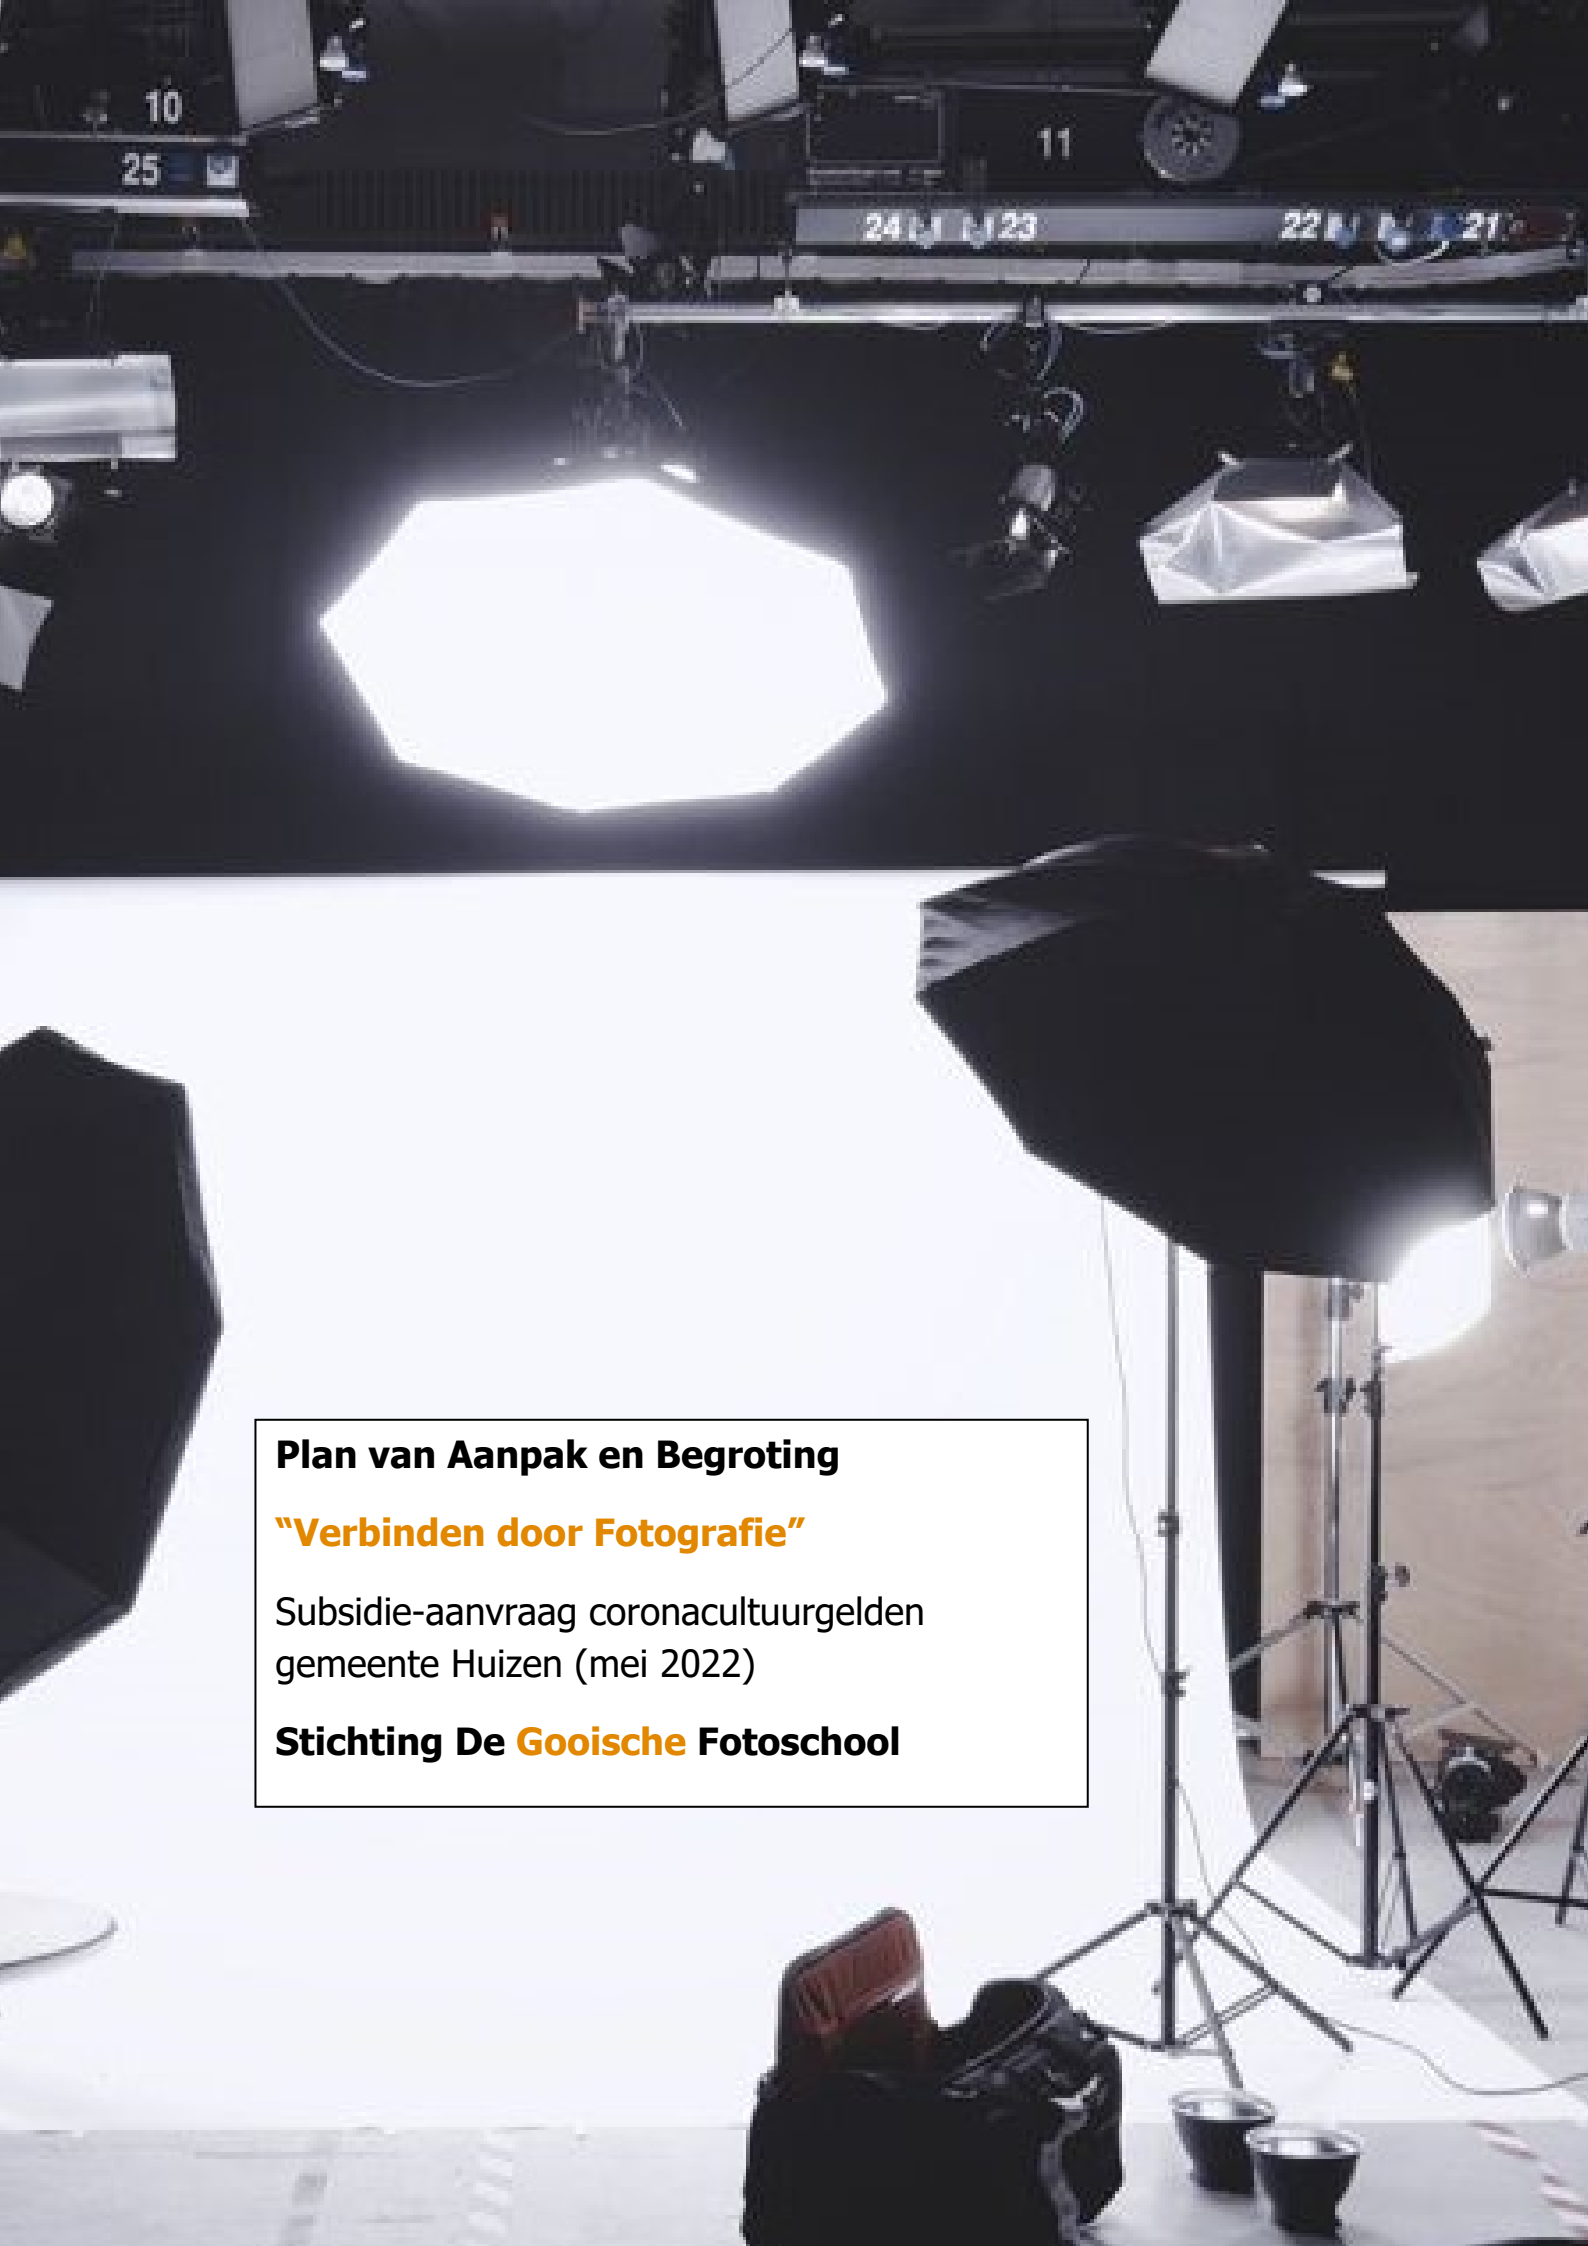 10
11
25
24 23 22 21
Plan van Aanpak en Begroting
“Verbinden door Fotografie”
Subsidie-aanvraag coronacultuurgelden
gemeente Huizen (mei 2022)
Stichting De Gooische Fotoschool